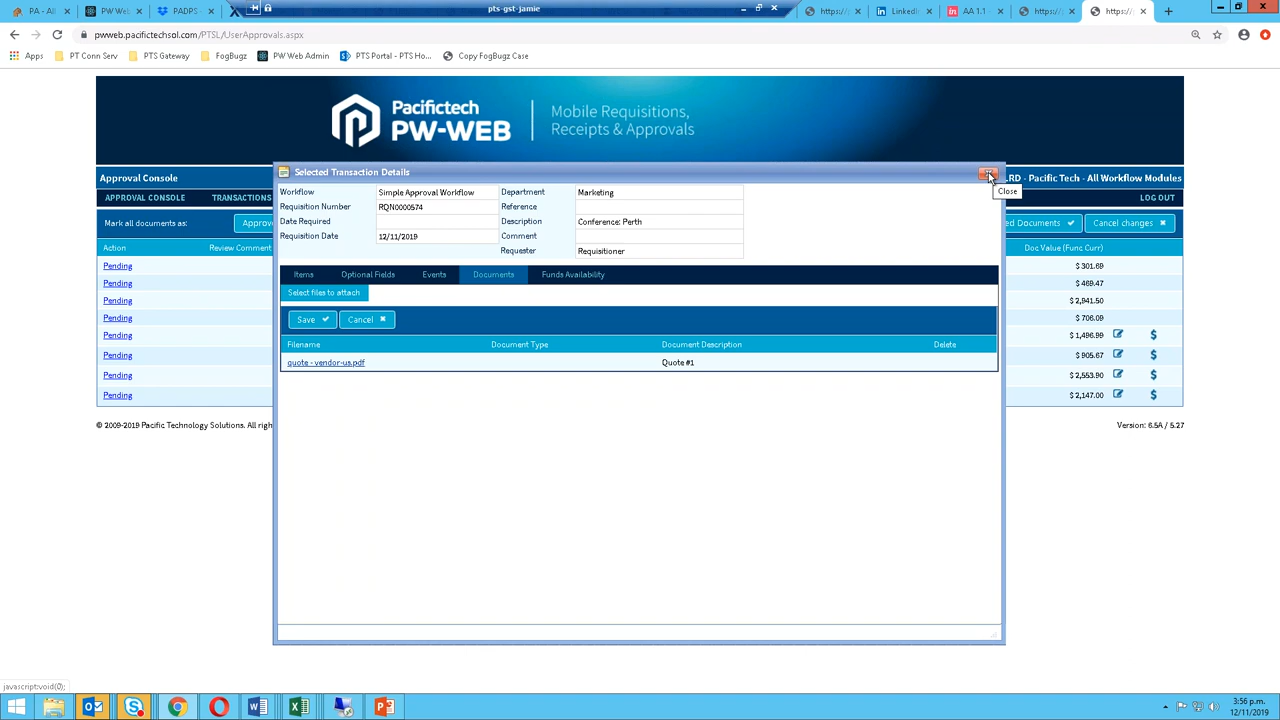 PA - Al
PW Web
PADPS
pts-gst-jamie
https://
LinkedIn
AA 1.1
https://
https://
pwweb.pacifictechsol.com/PTSL/UserApprovals.aspx
Apps
PT Conn Serv
PTS Gateway
FogBugz
PW Web Admin
PTS Portal - PTS Ho...
Copy FogBugz Case
Pacifictech
PW-WEB
Mobile Requisitions,
Receipts & Approvals
Approval Console
RD - Pacific Tech - All Workflow Modules
APPROVAL CONSOLE
TRANSACTIONS
LOG OUT
Mark all documents as:
Approv
ed Documents
Cancel changes
Action
Review Comment
Doc Value (Func Curr)
Pending
$ 301.69
Pending
$ 469.47
Pending
$ 2,941.50
Pending
$ 706.09
Pending
$ 1,496.99
Pending
$ 905.67
Pending
$ 2,553.90
Pending
$ 2,147.00
© 2009-2019 Pacific Technology Solutions. All righ
Version: 6.5A / 5.27
Selected Transaction Details
Close
Workflow
Simple Approval Workflow
Department
Marketing
Requisition Number
RQN0000574
Reference
Date Required
Description
Conference: Perth
Requisition Date
12/11/2019
Comment
Requester
Requisitioner
Items
Optional Fields
Events
Documents
Funds Availability
Select files to attach
Save
Cancel
Filename
Document Type
Document Description
Delete
quote - vendor-us.pdf
Quote #1
javascript:void(0);
3:56 pm
12/11/2019